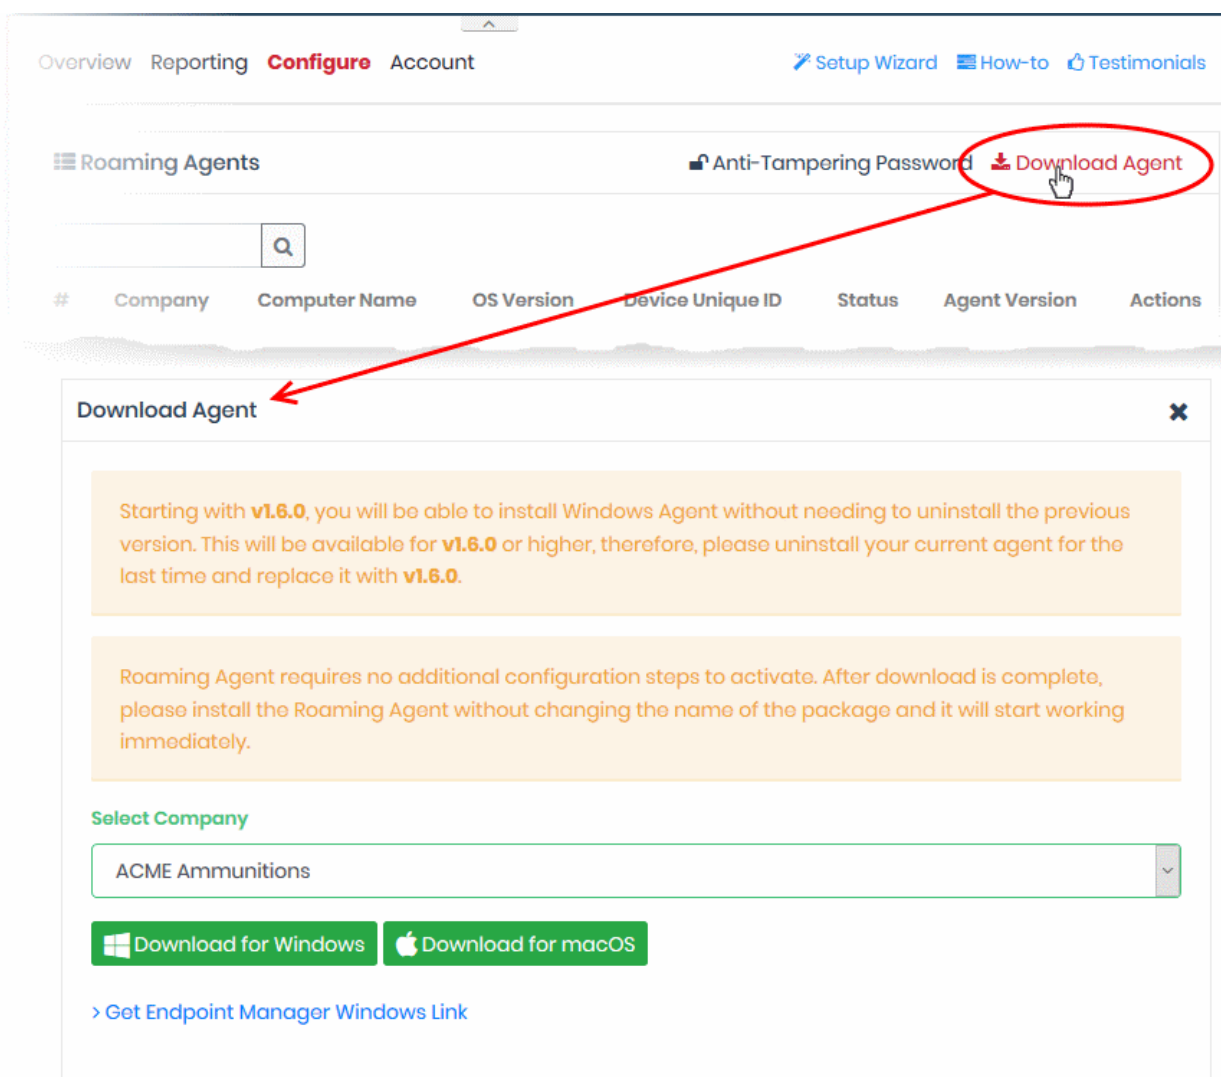 Overview Reporting Configure Account Setup Wizard How-to Testimonials
Roaming Agents Anti-Tampering Password Download Agent
# Company Computer Name OS Version Device Unique ID Status Agent Version Actions
Download Agent
Starting with v1.6.0, you will be able to install Windows Agent without needing to uninstall the previous
version. This will be available for v1.6.0 or higher, therefore, please uninstall your current agent for the
last time and replace it with v1.6.0.
Roaming Agent requires no additional configuration steps to activate. After download is complete,
please install the Roaming Agent without changing the name of the package and it will start working
immediately.
Select Company
ACME Ammunitions
Download for Windows Download for macOS
> Get Endpoint Manager Windows Link